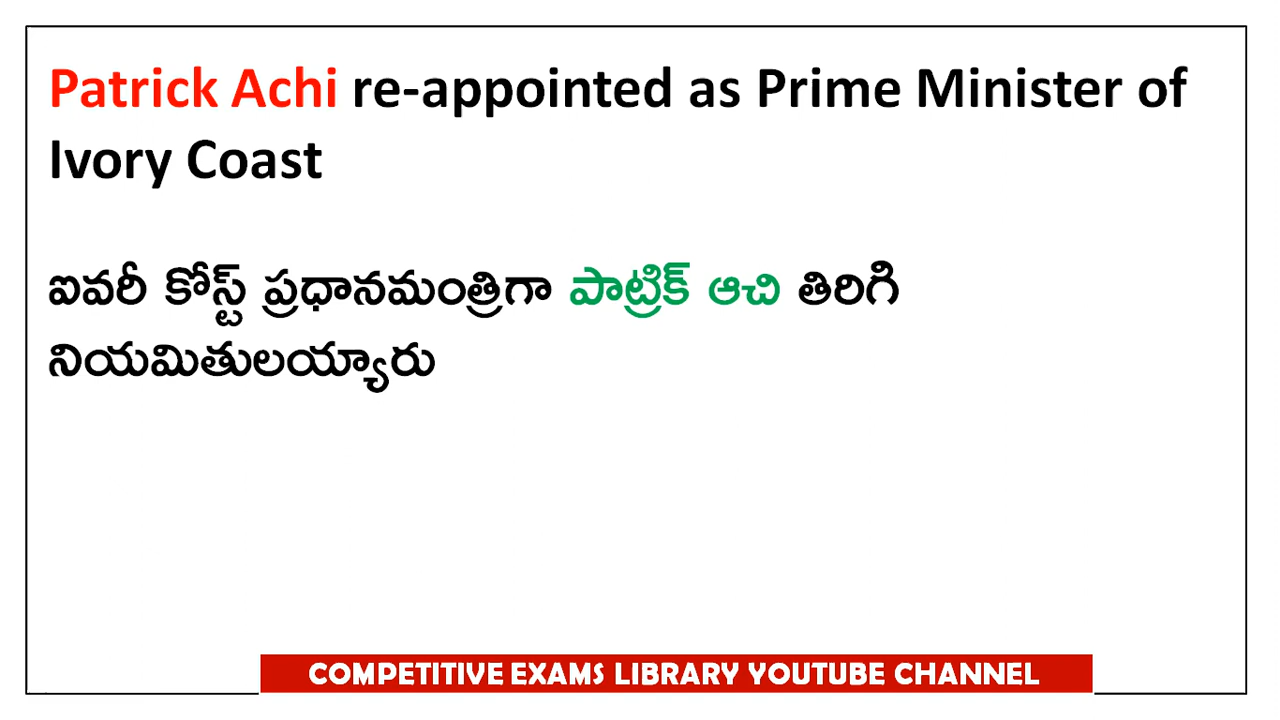 Patrick Achi re-appointed as Prime Minister of
Ivory Coast
ఐవరీ కోస్ట్ ప్రధానమంత్రిగా పాట్రిక్ ఆచి తిరిగి
నియమితులయ్యారు
COMPETITIVE EXAMS LIBRARY YOUTUBE CHANNEL